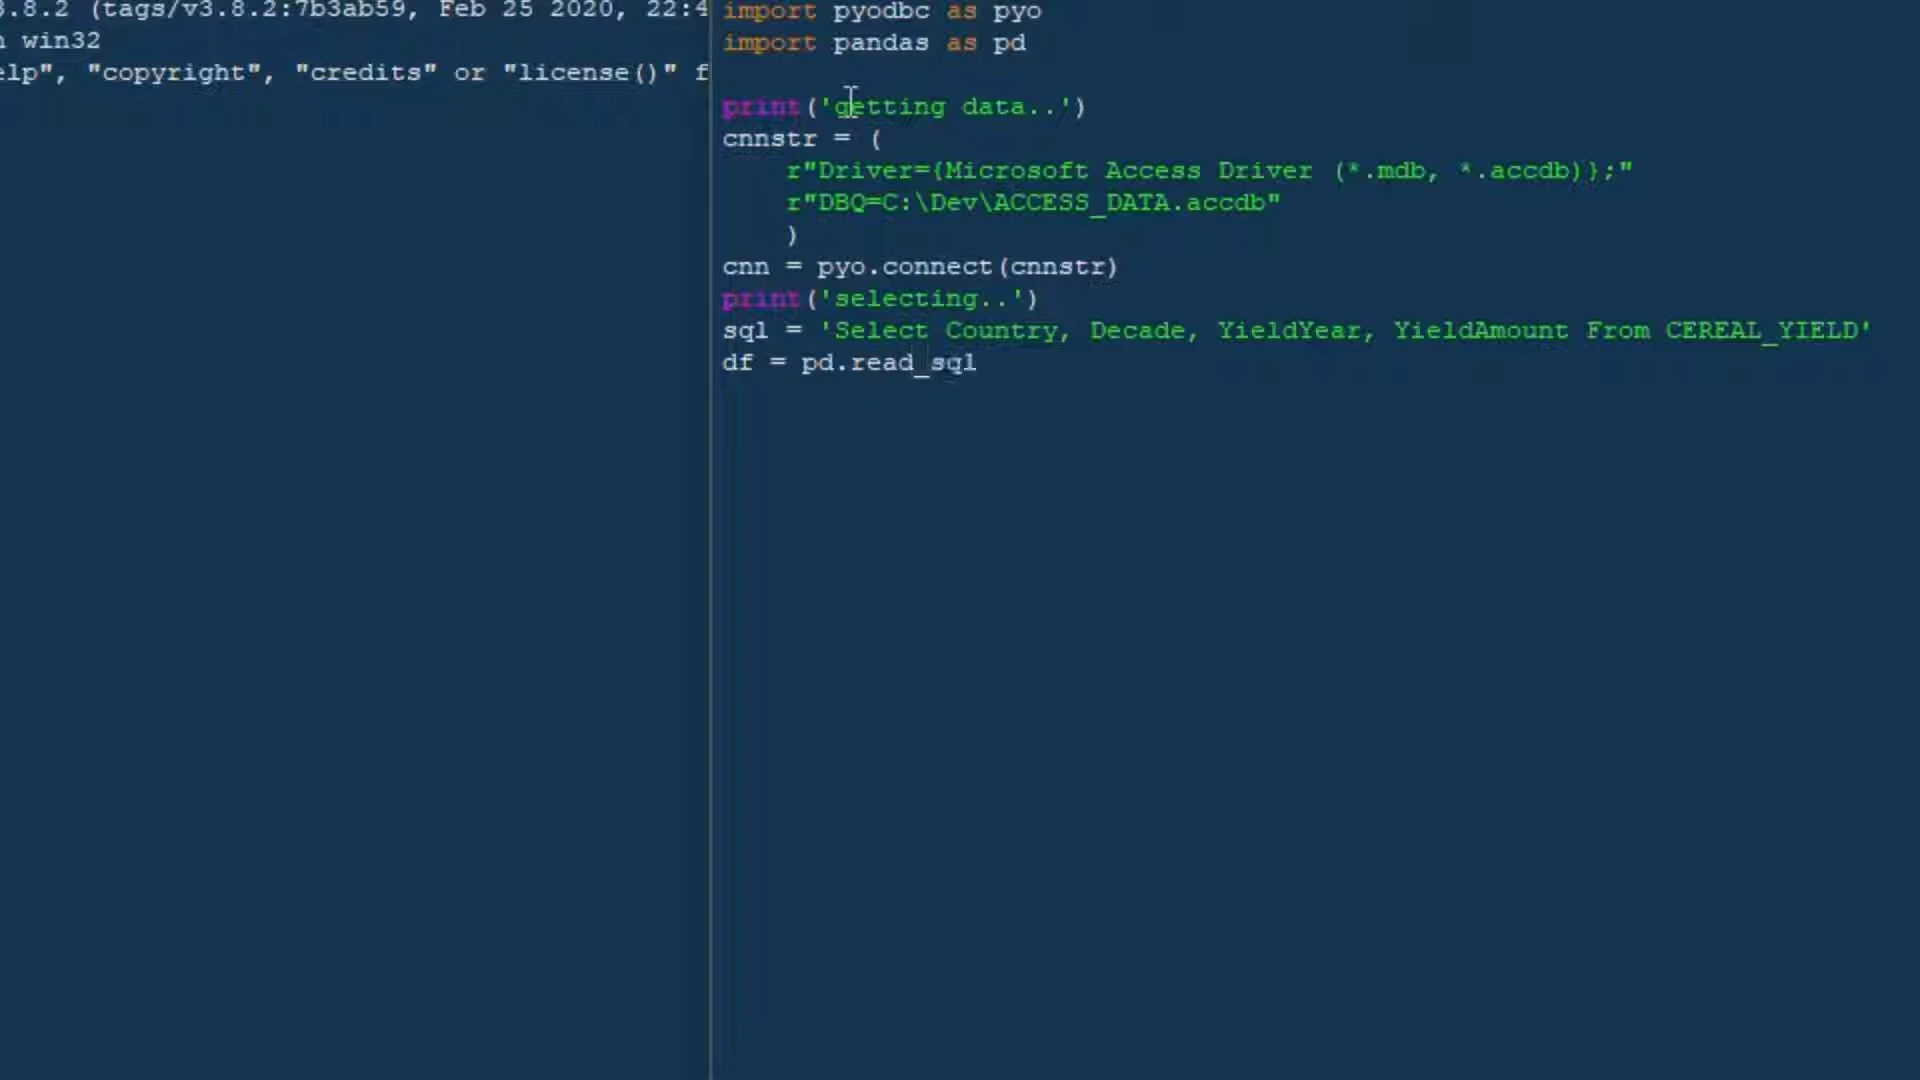 3.8.2 (tags/v3.8.2:7b3ab59, Feb 25 2020, 22:4
n win32
elp", "copyright", "credits" or "license()" f
import pyodbc as pyo
import pandas as pd
print('getting data..')
cnnstr = (
r"Driver={Microsoft Access Driver (*.mdb, *.accdb)};"
r"DBQ=C:\Dev\ACCESS_DATA.accdb"
)
cnn = pyo.connect(cnnstr)
print('selecting..')
sql = 'Select Country, Decade, YieldYear, YieldAmount From CEREAL_YIELD'
df = pd.read_sql